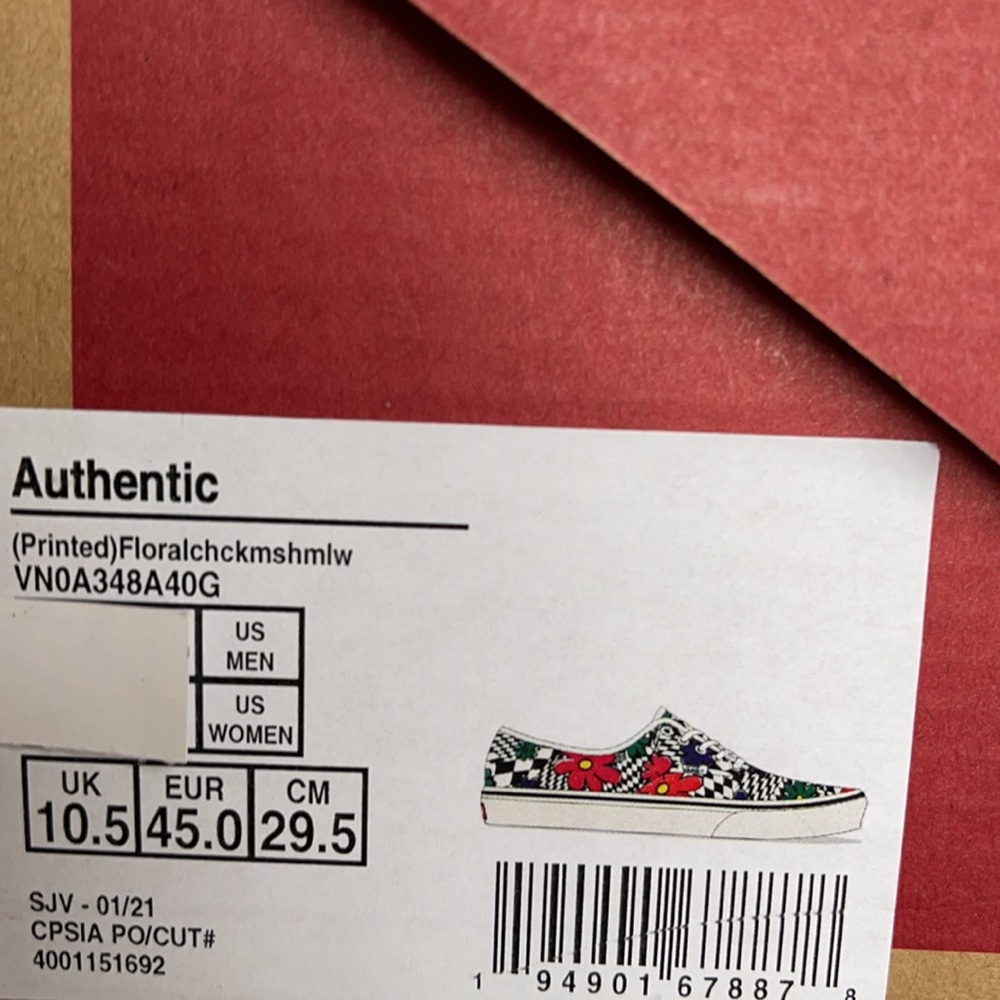 Authentic
(Printed)Floralchckmshmlw
VN0A348A40G
US
MEN
US
WOMEN
UK EUR CM
10.5 45.0 29.5
SJV - 01/21
CPSIA PO/CUT#
4001151692
1 94901 67887 8